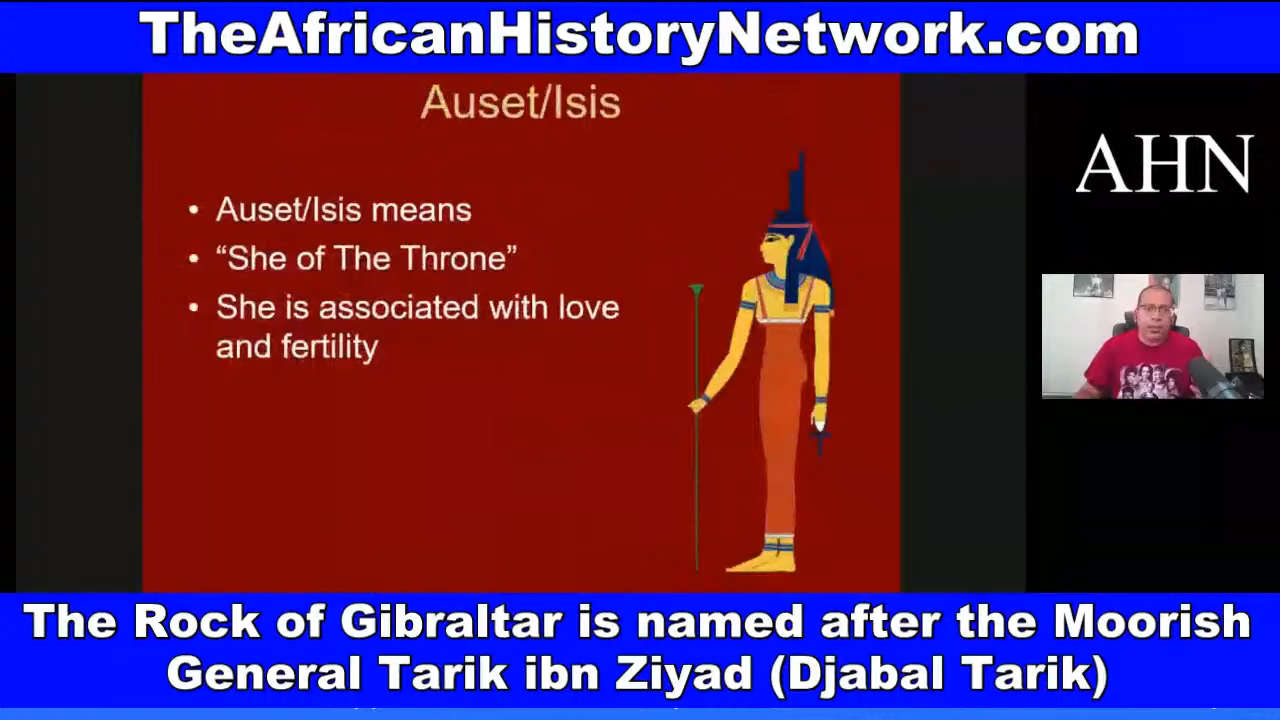 TheAfricanHistoryNetwork.com
Auset/Isis
AHN
• Auset/Isis means
• “She of The Throne”
• She is associated with love
and fertility
The Rock of Gibraltar is named after the Moorish
General Tarik ibn Ziyad (Djabal Tarik)